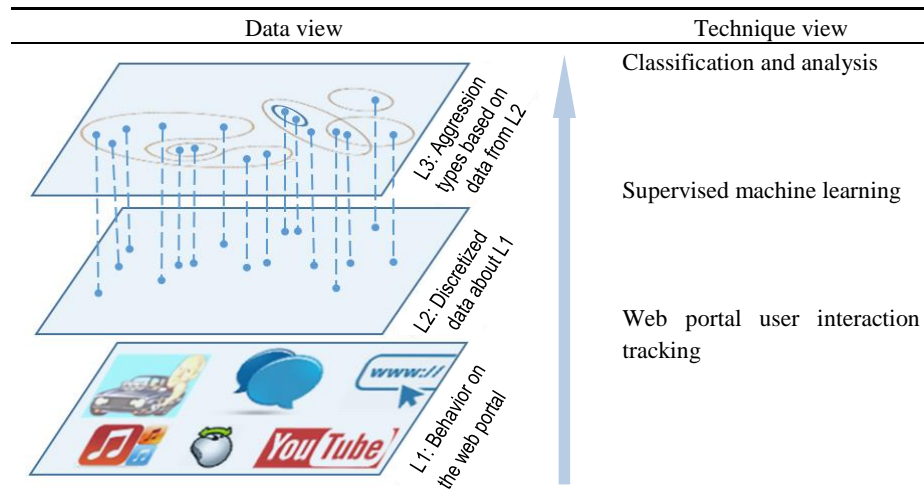 Data view
Technique view
Classification and analysis
L3: Aggression
types based on
data from L2
Supervised machine learning
L2: Discretized
data about L1
Web portal user interaction
tracking
www://
YouTube
L1: Behavior on
the web portal